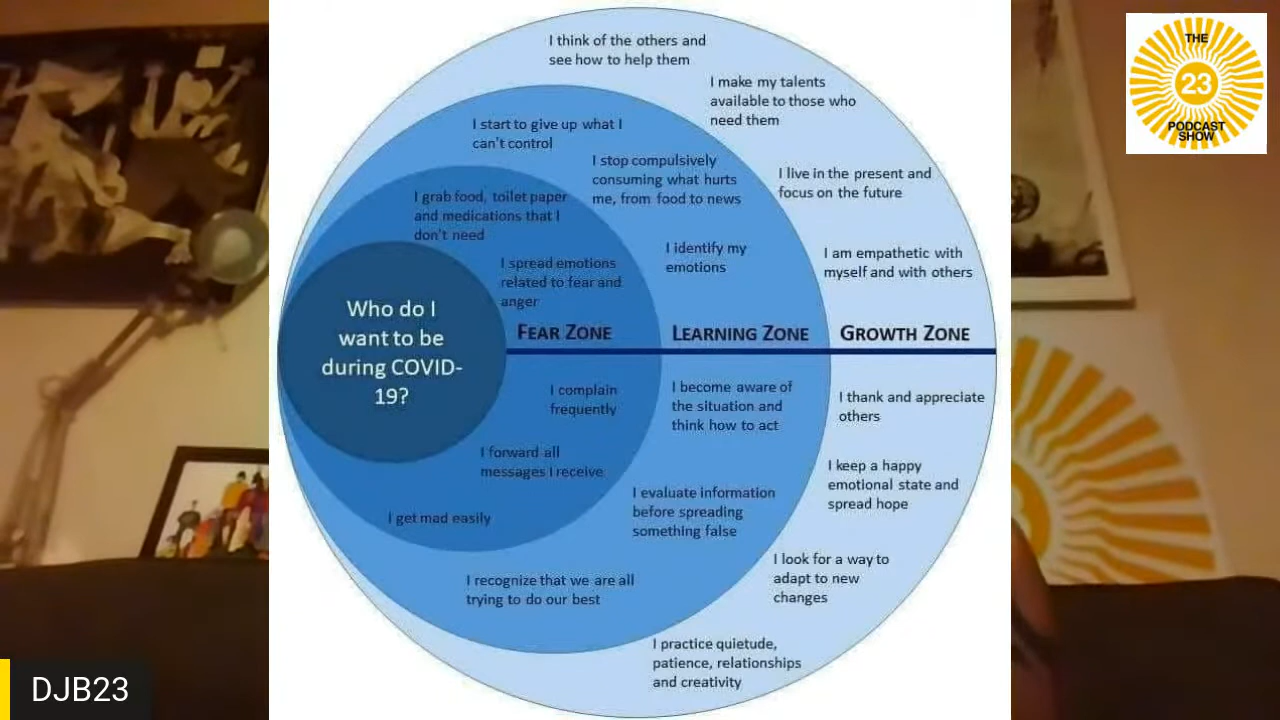 I think of the others and
see how to help them
I make my talents
available to those who
need them
I start to give up what I
can't control
I stop compulsively
consuming what hurts
me, from food to news
I live in the present and
focus on the future
I grab food, toilet paper
and medications that I
don't need
I identify my
emotions
I am empathetic with
myself and with others
I spread emotions
related to fear and
anger
Who do I
want to be
during COVID-
19?
FEAR ZONE
LEARNING ZONE
GROWTH ZONE
I complain
frequently
I become aware of
the situation and
think how to act
I thank and appreciate
others
I forward all
messages I receive
I keep a happy
emotional state and
spread hope
I evaluate information
before spreading
something false
I get mad easily
I look for a way to
adapt to new
changes
I recognize that we are all
trying to do our best
I practice quietude,
patience, relationships
and creativity
THE
23
PODCAST
SHOW
DJB23